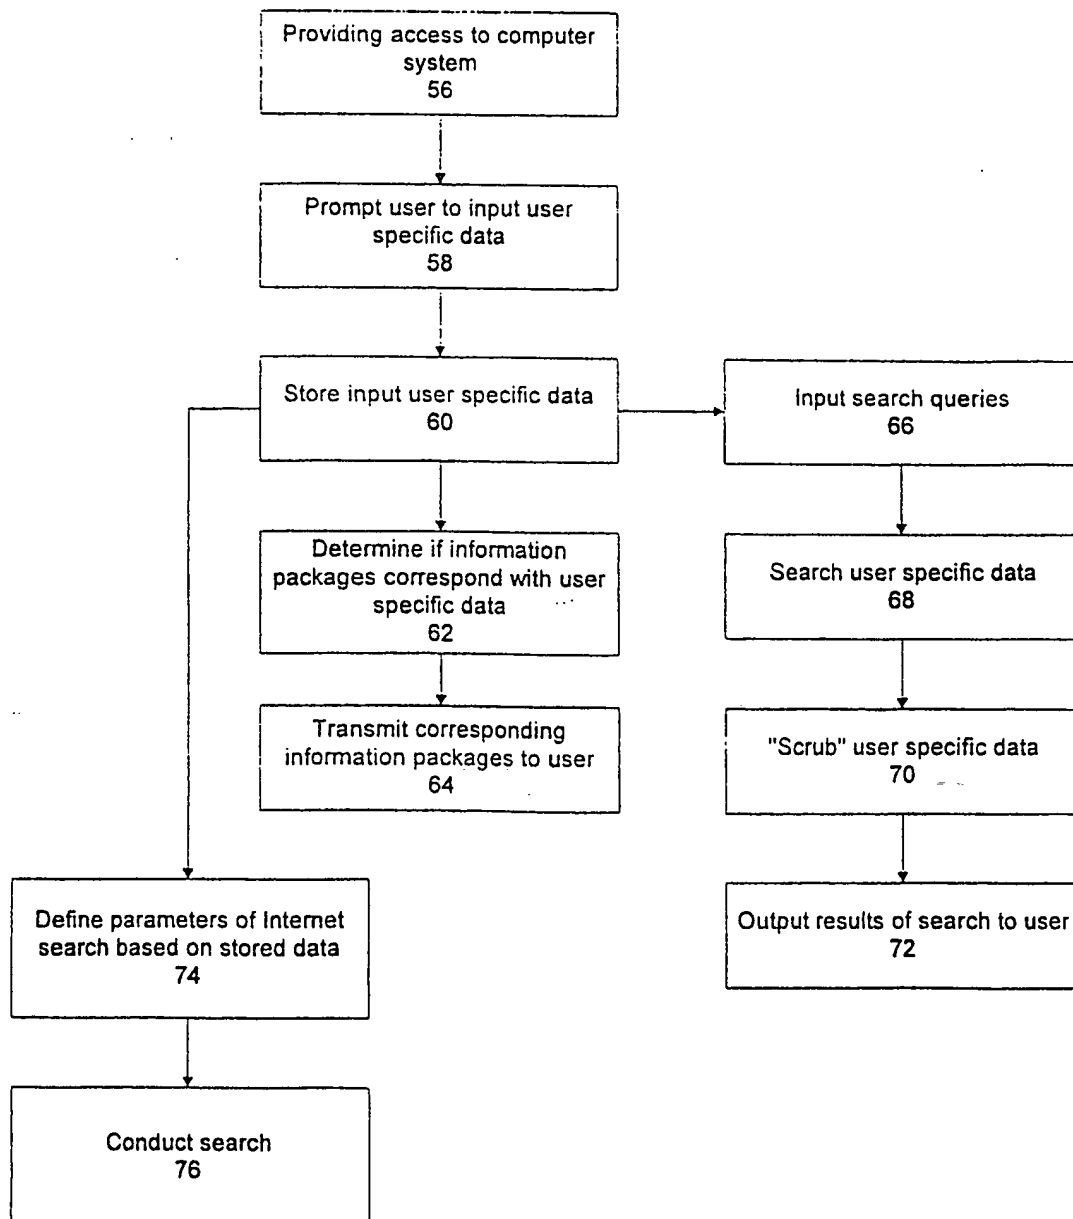 Providing access to computer
system
56
Prompt user to input user
specific data
58
Store input user specific data
60
Input search queries
66
Determine if information
packages correspond with user
specific data
62
Search user specific data
68
Transmit corresponding
information packages to user
64
"Scrub" user specific data
70
Define parameters of Internet
search based on stored data
74
Output results of search to user
72
Conduct search
76